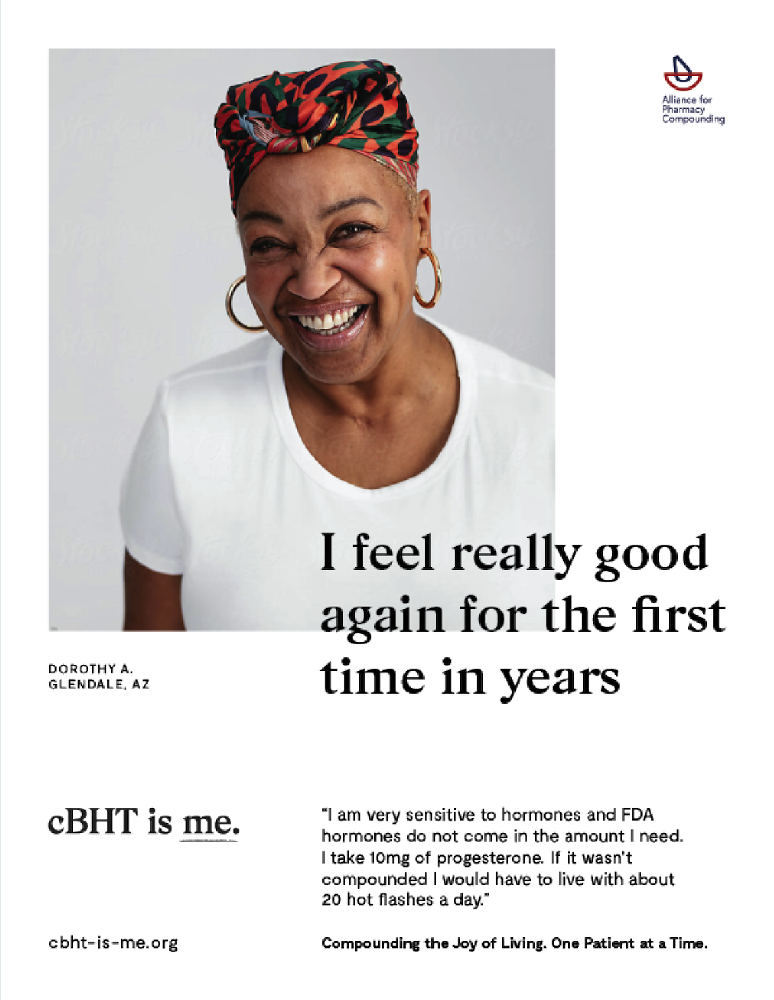 Alliance for
Pharmacy
Compounding
I feel really good
again for the first
time in years
DOROTHY A.
GLENDALE, AZ
cBHT is me.
“I am very sensitive to hormones and FDA
hormones do not come in the amount I need.
I take 10mg of progesterone. If it wasn't
compounded I would have to live with about
20 hot flashes a day.”
cbht-is-me.org
Compounding the Joy of Living. One Patient at a Time.